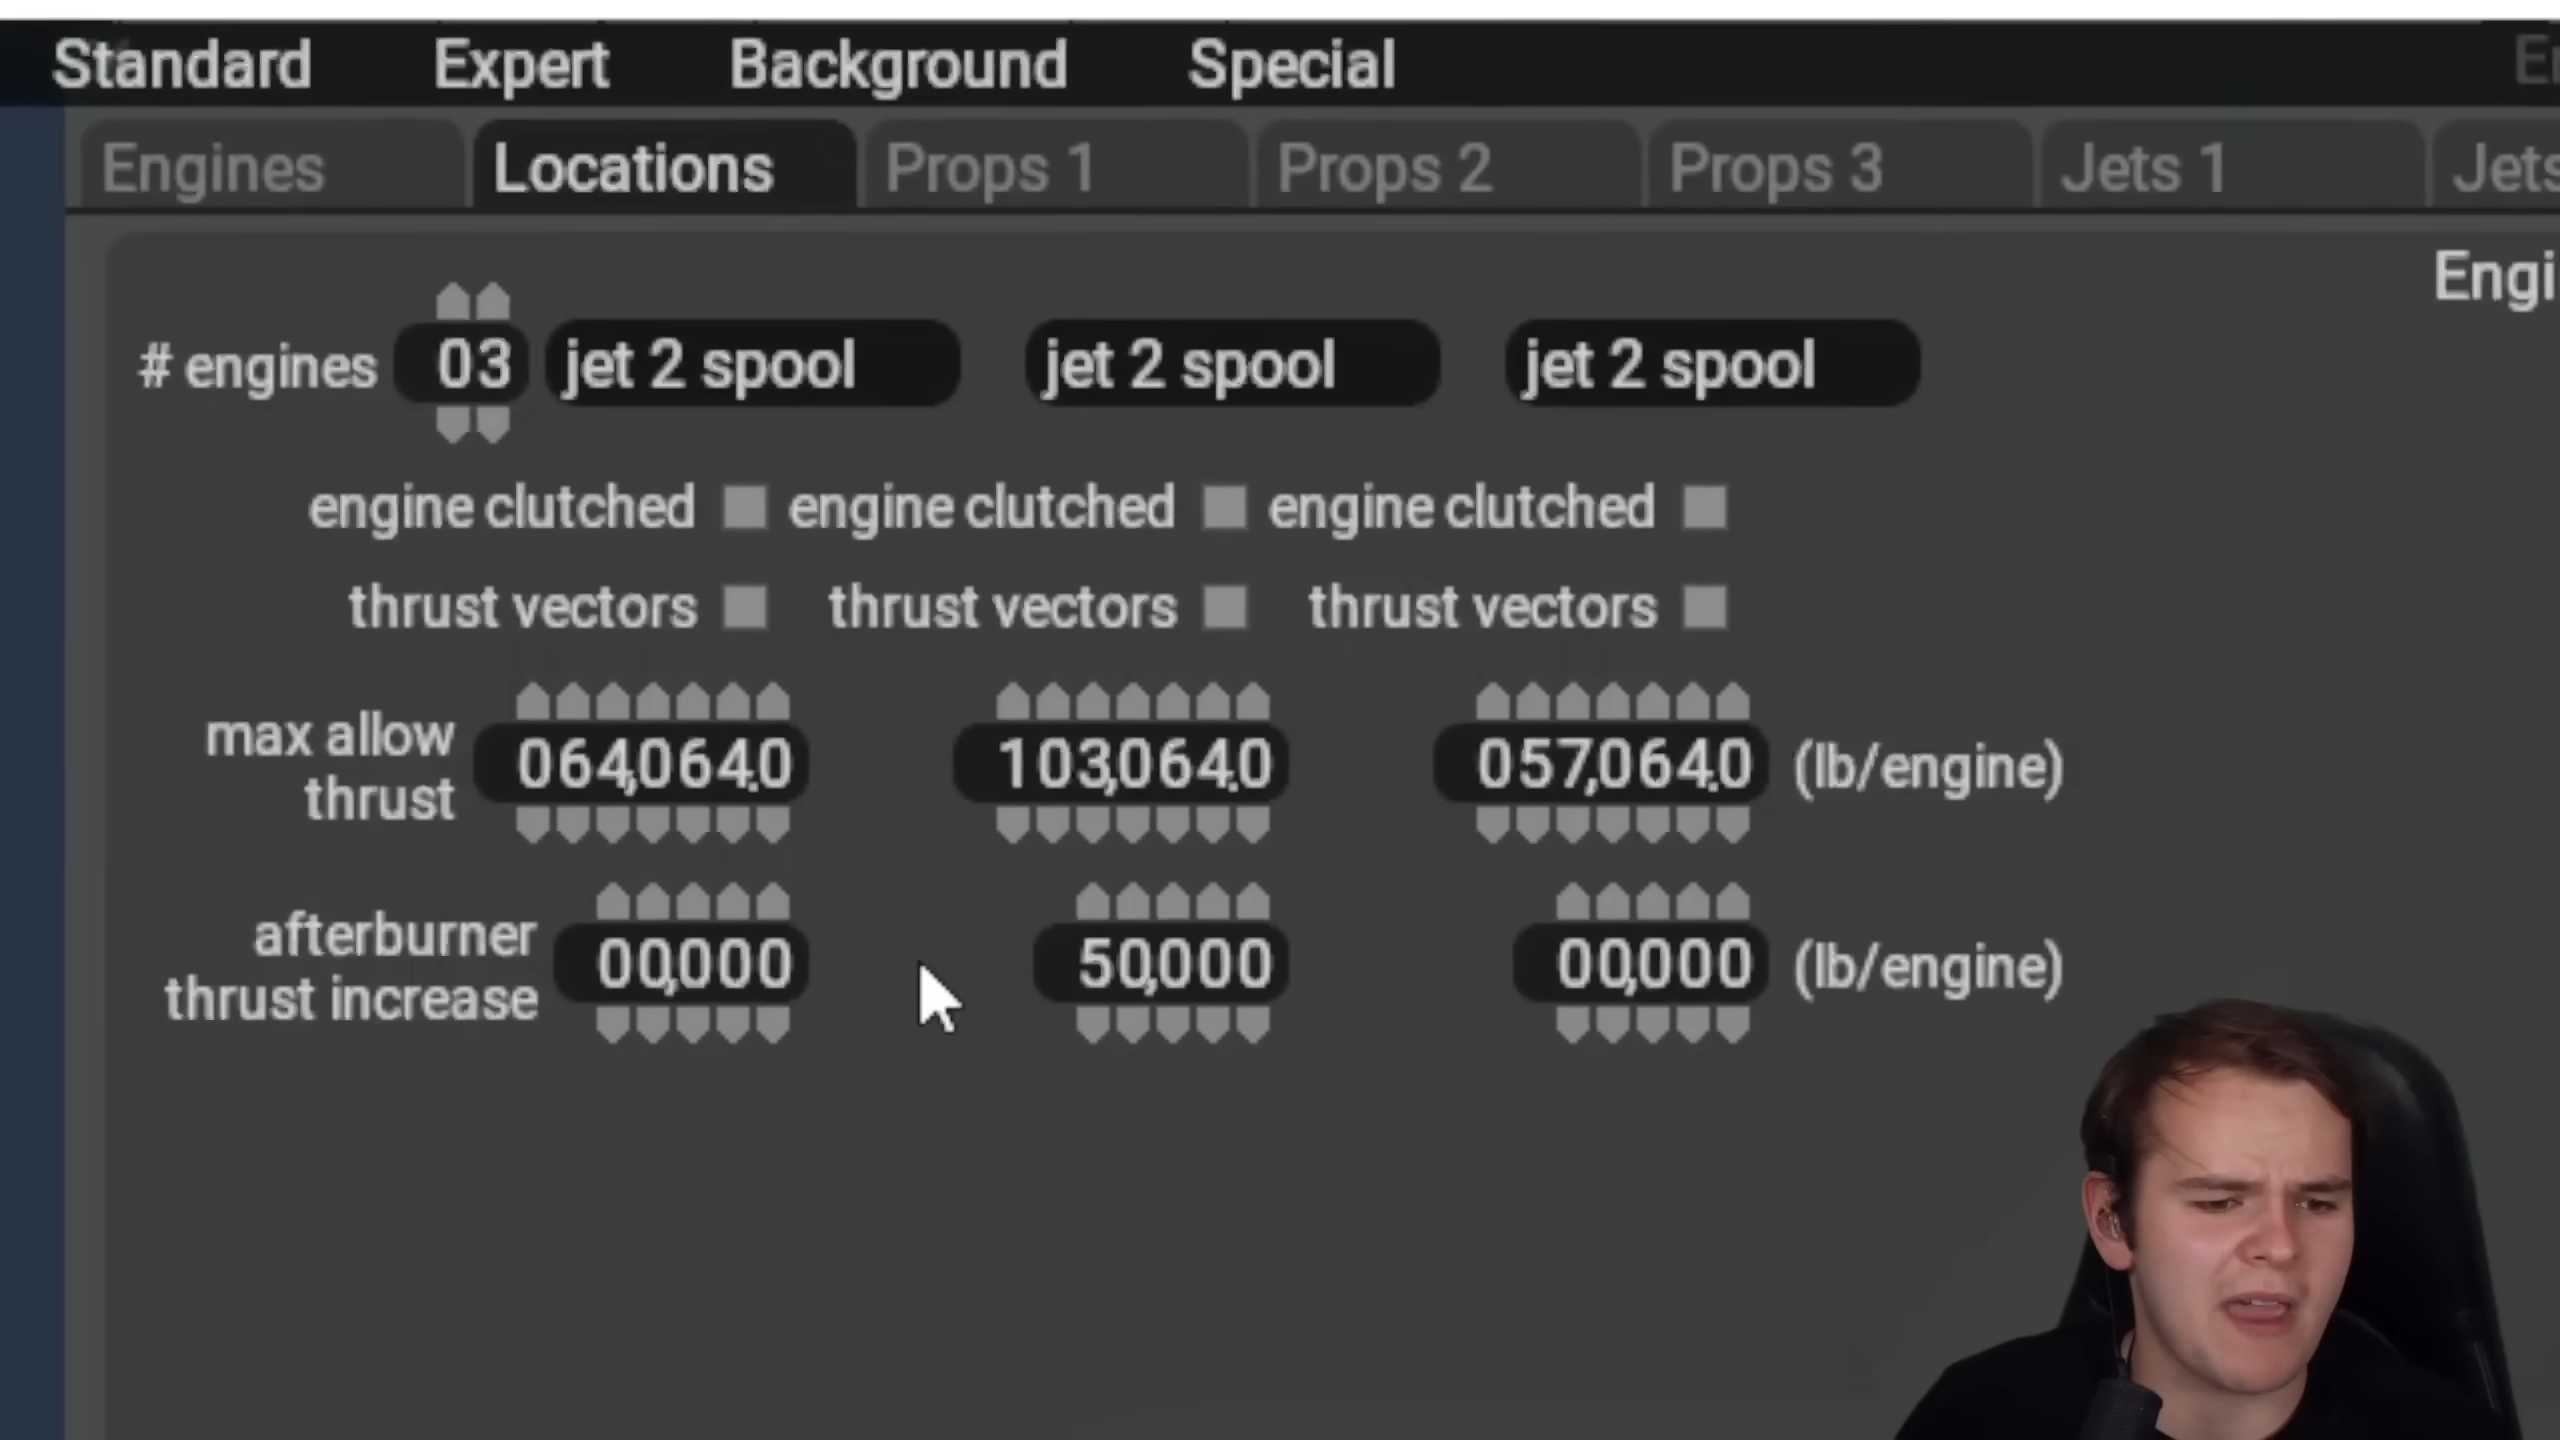 Standard Expert Background Special
Engines Locations Props 1 Props 2 Props 3 Jets 1 Jets
Engi
# engines 03 jet 2 spool jet 2 spool jet 2 spool
engine clutched engine clutched engine clutched
thrust vectors thrust vectors thrust vectors
max allow
thrust 064,064.0 103,064.0 057,064.0 (lb/engine)
afterburner
thrust increase 00,000 50,000 00,000 (lb/engine)